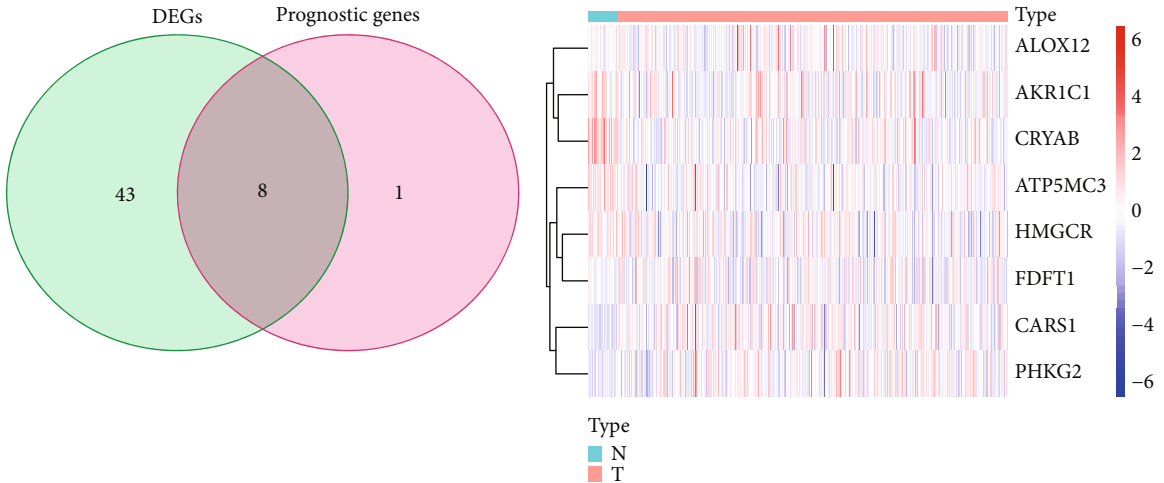 DEGs
Prognostic genes
43
8
1
Type
ALOX12
AKR1C1
CRYAB
ATP5MC3
HMGCR
FDFT1
CARS1
PHKG2
6
4
2
0
−2
−4
−6
Type
N
T